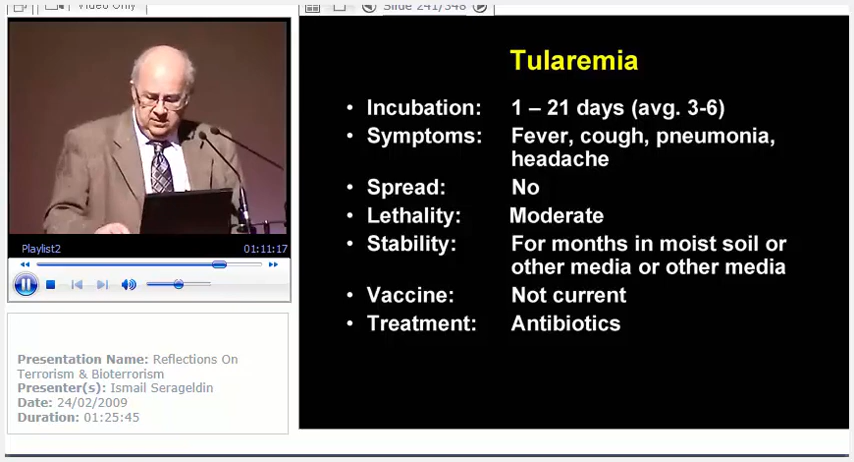 Video Only
Slide 241/348
Tularemia
• Incubation: 1 – 21 days (avg. 3-6)
• Symptoms: Fever, cough, pneumonia,
headache
• Spread: No
• Lethality: Moderate
• Stability: For months in moist soil or
other media or other media
• Vaccine: Not current
• Treatment: Antibiotics
Playlist2 01:11:17
Presentation Name: Reflections On
Terrorism & Bioterrorism
Presenter(s): Ismail Serageldin
Date: 24/02/2009
Duration: 01:25:45